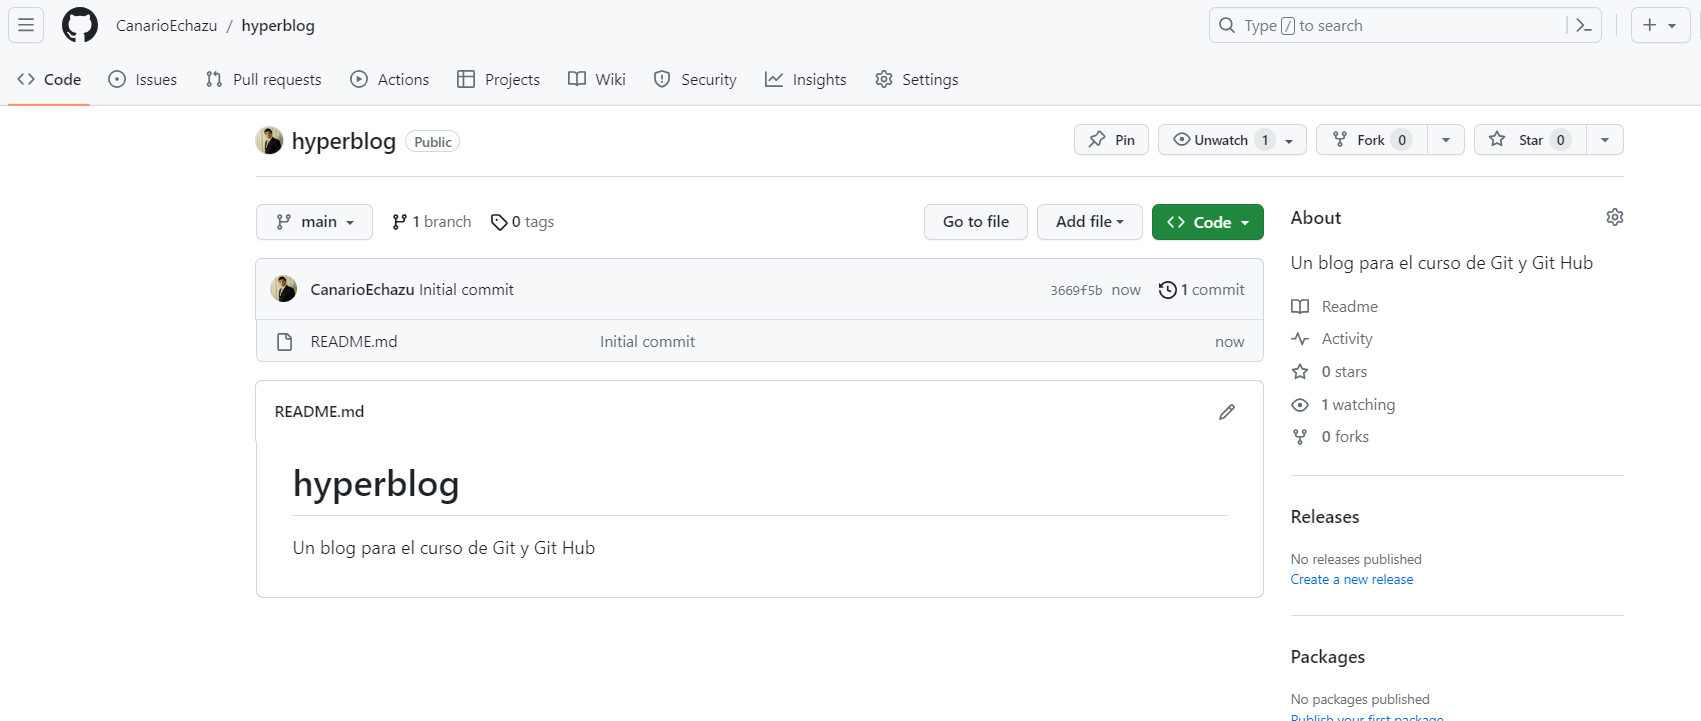 CanarioEchazu / hyperblog
Type / to search
Code Issues Pull requests Actions Projects Wiki Security Insights Settings
hyperblog Public
Pin Unwatch 1 Fork 0 Star 0
main 1 branch 0 tags
Go to file Add file Code
CanarioEchazu Initial commit 3669f5b now 1 commit
README.md Initial commit now
README.md
hyperblog
Un blog para el curso de Git y Git Hub
About
Un blog para el curso de Git y Git Hub
Readme
Activity
0 stars
1 watching
0 forks
Releases
No releases published
Create a new release
Packages
No packages published
Publish your first package